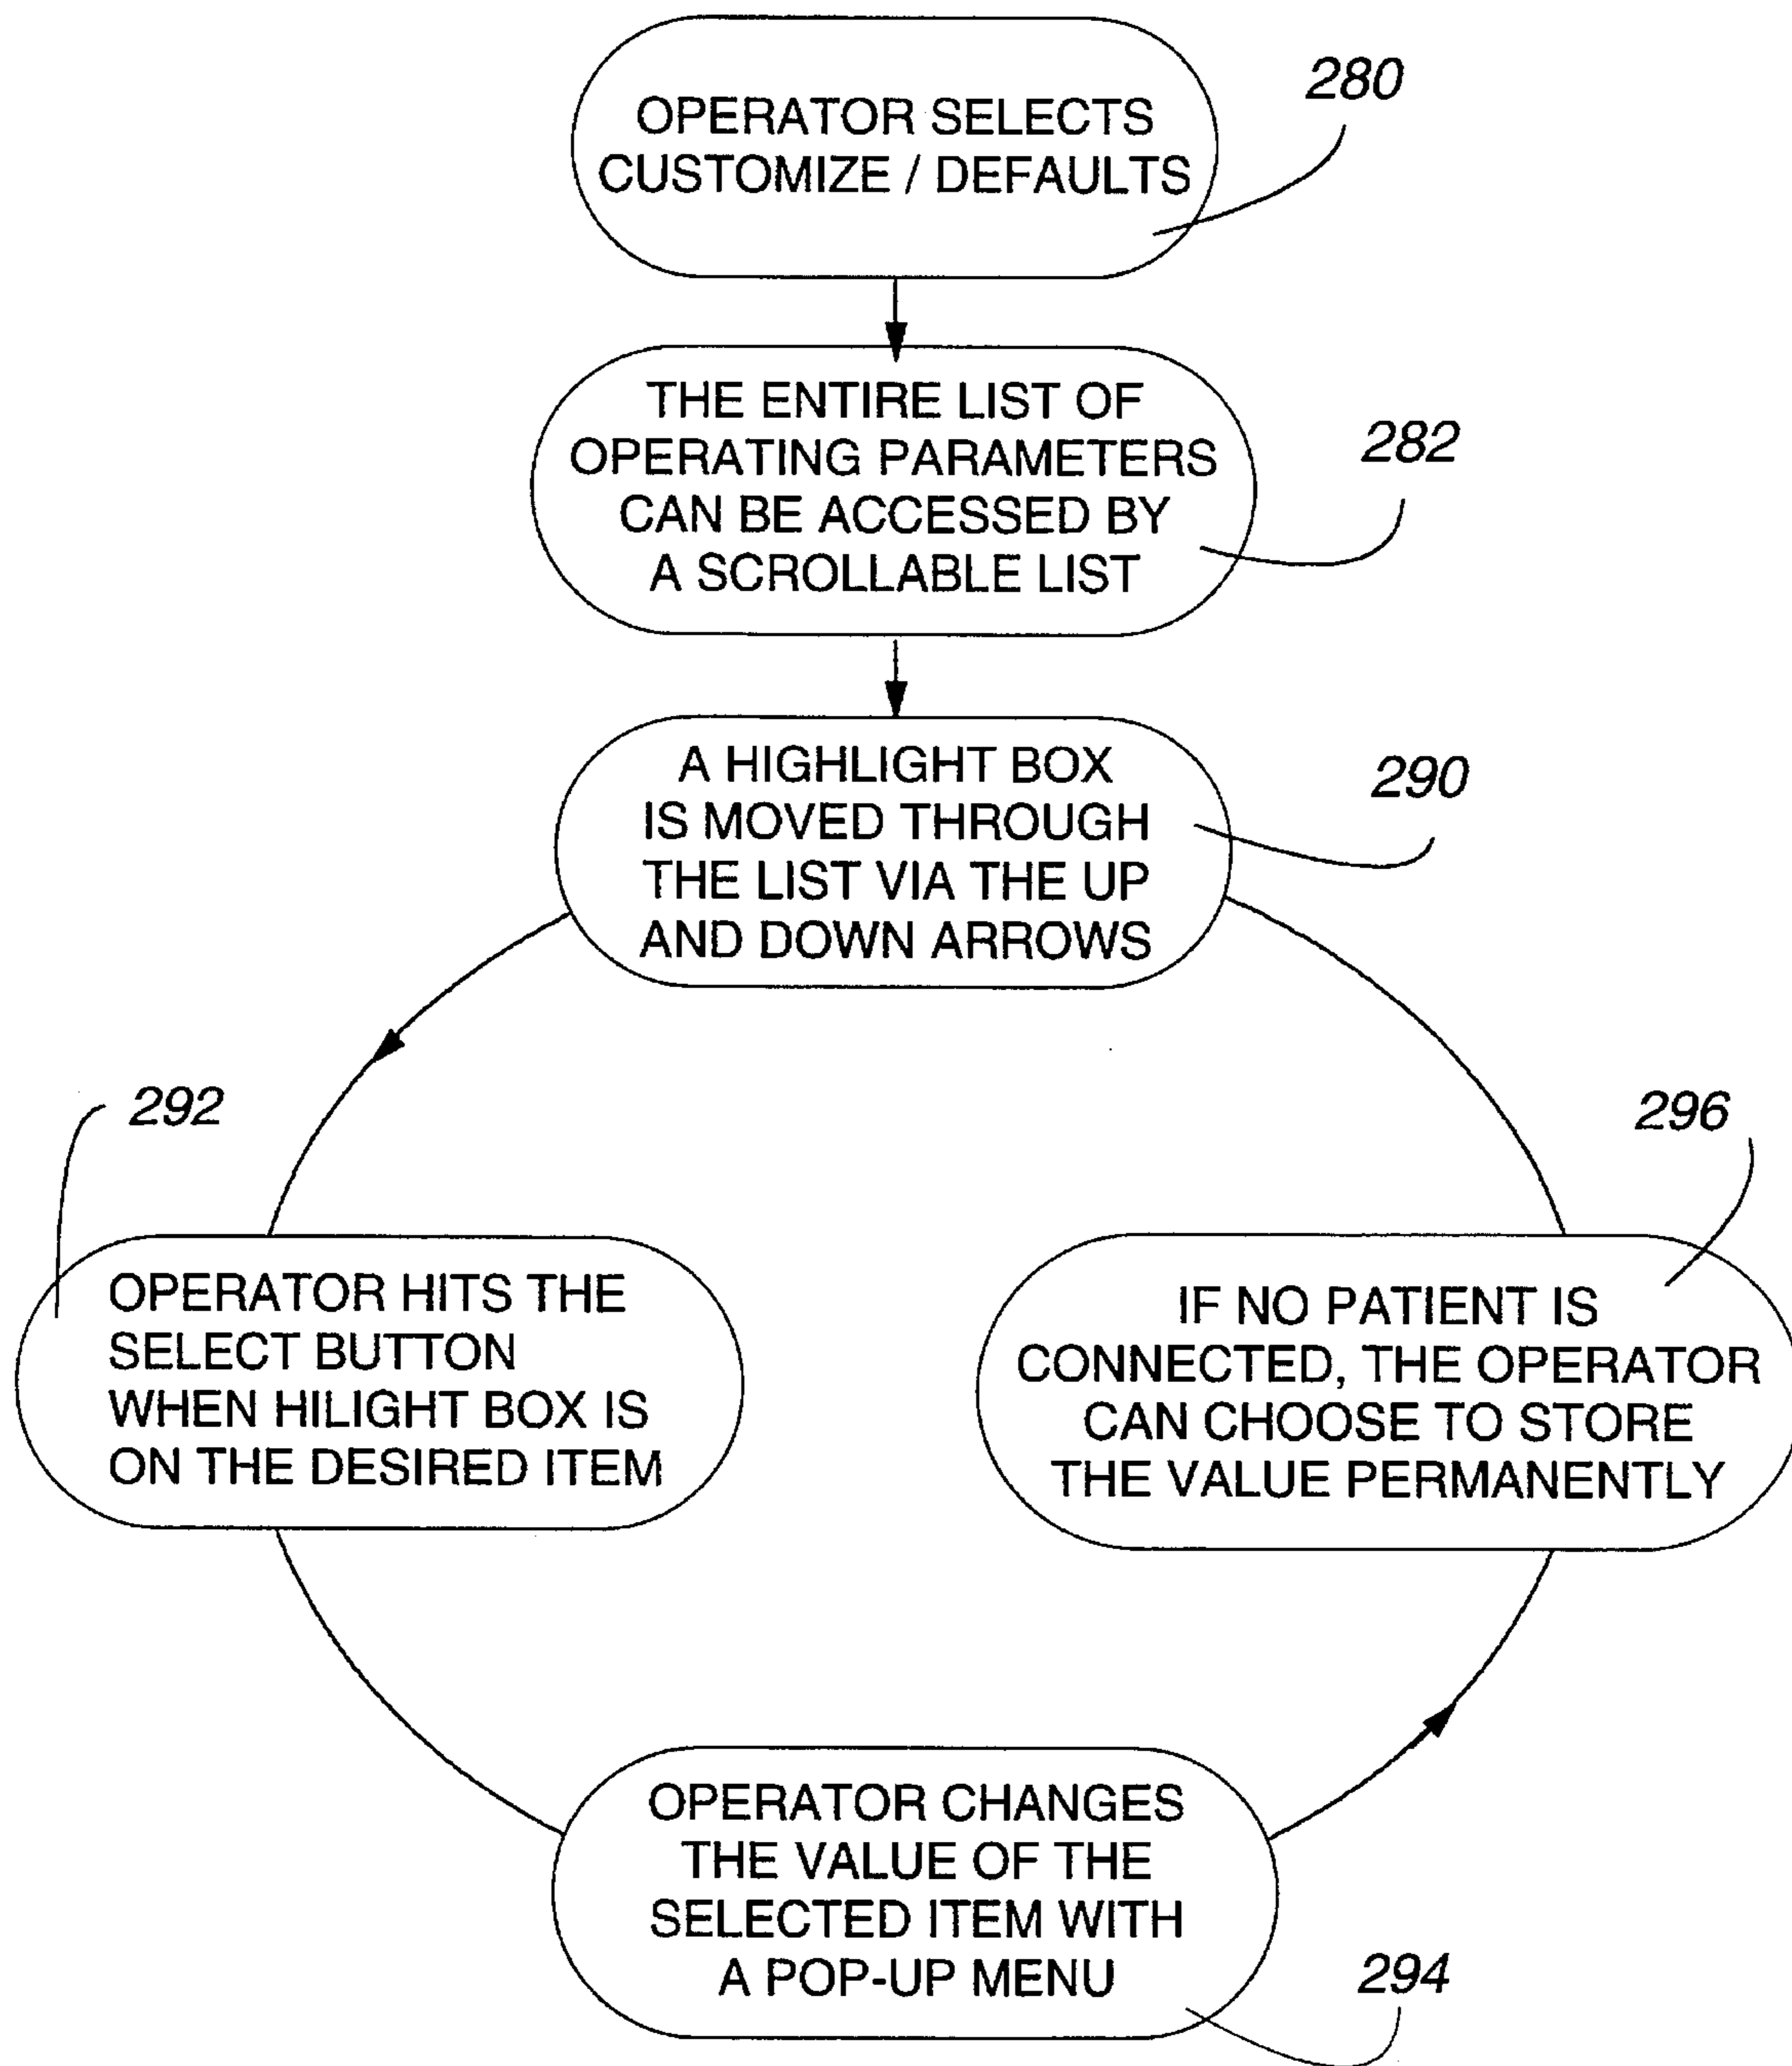 280
OPERATOR SELECTS
CUSTOMIZE / DEFAULTS
282
THE ENTIRE LIST OF
OPERATING PARAMETERS
CAN BE ACCESSED BY
A SCROLLABLE LIST
290
A HIGHLIGHT BOX
IS MOVED THROUGH
THE LIST VIA THE UP
AND DOWN ARROWS
292
OPERATOR HITS THE
SELECT BUTTON
WHEN HILIGHT BOX IS
ON THE DESIRED ITEM
296
IF NO PATIENT IS
CONNECTED, THE OPERATOR
CAN CHOOSE TO STORE
THE VALUE PERMANENTLY
OPERATOR CHANGES
THE VALUE OF THE
SELECTED ITEM WITH
A POP-UP MENU
294